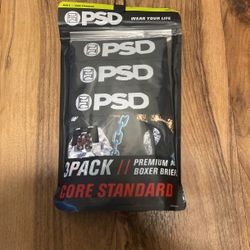 PSD
WEAR YOUR LIFE
PSD
PSD
PSD
3PACK // PREMIUM
BOXER BRIEF
CORE STANDARD